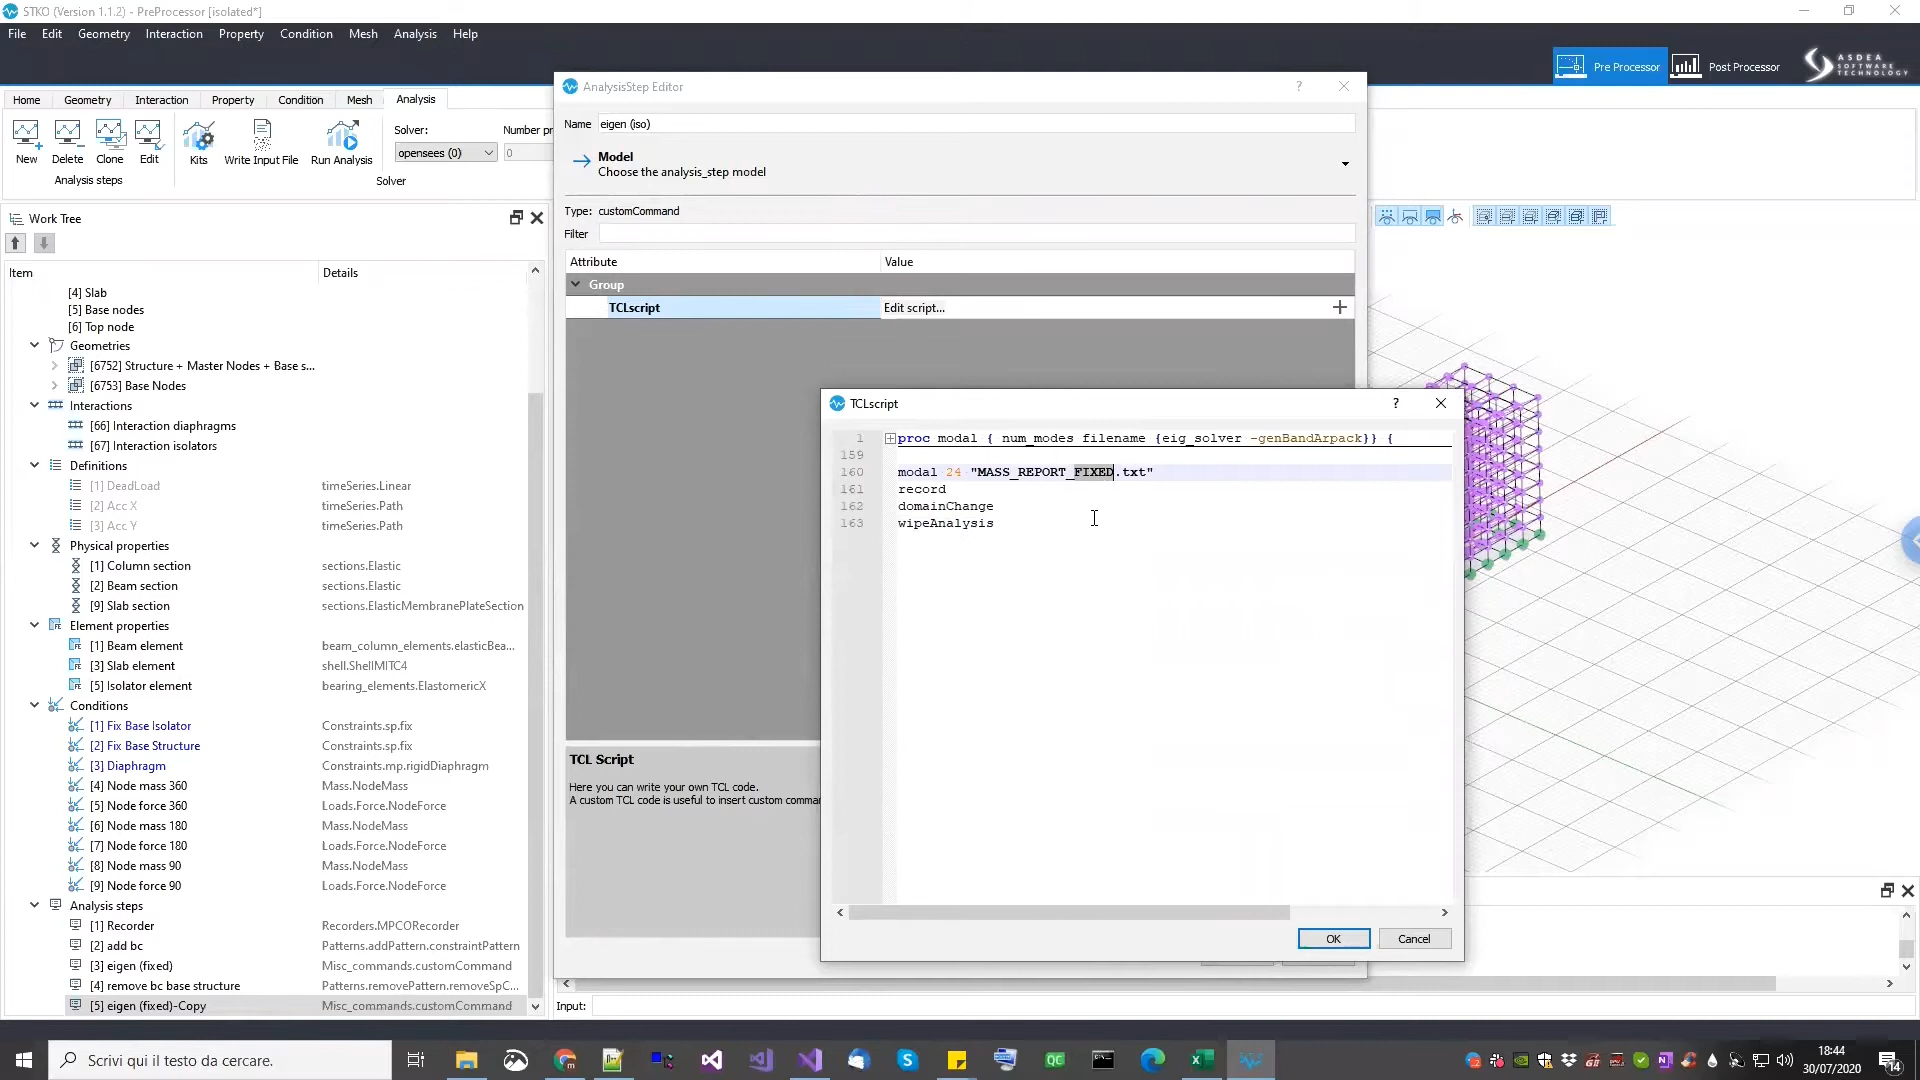 STKO (Version 1.1.2) - PreProcessor [isolated*]
File Edit Geometry Interaction Property Condition Mesh Analysis Help
Pre Processor Post Processor
ASDEA
SOFTWARE
TECHNOLOGY
Home Geometry Interaction Property Condition Mesh Analysis
Solver: Number pr
opensees (0) 0
New Delete Clone Edit Kits Write Input File Run Analysis
Analysis steps Solver
AnalysisStep Editor
Name eigen (iso)
Model
Choose the analysis_step model
Type: customCommand
Filter
Attribute Value
Group
TCLscript Edit script...
Work Tree
Item Details
[4] Slab
[5] Base nodes
[6] Top node
Geometries
[6752] Structure + Master Nodes + Base s...
[6753] Base Nodes
Interactions
[66] Interaction diaphragms
[67] Interaction isolators
Definitions
[1] DeadLoad timeSeries.Linear
[2] Acc X timeSeries.Path
[3] Acc Y timeSeries.Path
Physical properties
[1] Column section sections.Elastic
[2] Beam section sections.Elastic
[9] Slab section sections.ElasticMembranePlateSection
Element properties
[1] Beam element beam_column_elements.elasticBea...
[3] Slab element shell.ShellMITC4
[5] Isolator element bearing_elements.ElastomericX
Conditions
[1] Fix Base Isolator Constraints.sp.fix
[2] Fix Base Structure Constraints.sp.fix
[3] Diaphragm Constraints.mp.rigidDiaphragm
[4] Node mass 360 Mass.NodeMass
[5] Node force 360 Loads.Force.NodeForce
[6] Node mass 180 Mass.NodeMass
[7] Node force 180 Loads.Force.NodeForce
[8] Node mass 90 Mass.NodeMass
[9] Node force 90 Loads.Force.NodeForce
Analysis steps
[1] Recorder Recorders.MPCORecorder
[2] add bc Patterns.addPattern.constraintPattern
[3] eigen (fixed) Misc_commands.customCommand
[4] remove bc base structure Patterns.removePattern.removeSpC...
[5] eigen (fixed)-Copy Misc_commands.customCommand
TCLscript
1 proc modal { num_modes filename {eig_solver -genBandArpack}} {
159
160 modal 24 "MASS_REPORT_FIXED.txt"
161 record
162 domainChange
163 wipeAnalysis
OK Cancel
TCL Script
Here you can write your own TCL code.
A custom TCL code is useful to insert custom comma
Input:
Scrivi qui il testo da cercare.
18:44
30/07/2020
14